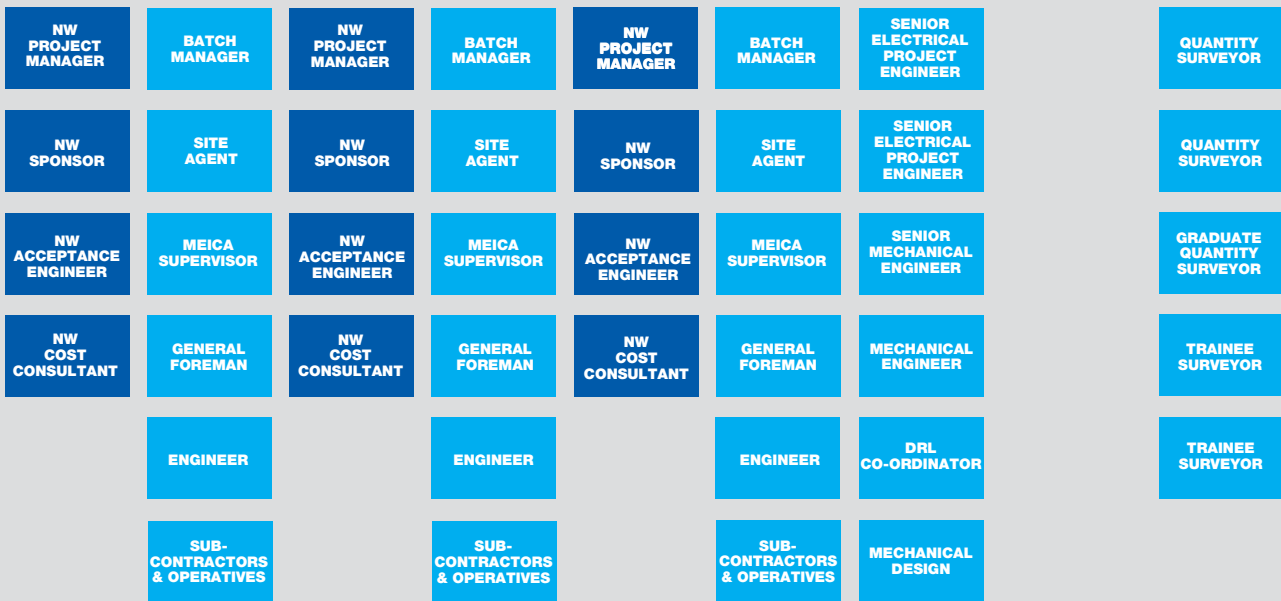 NW
PROJECT
MANAGER
BATCH
MANAGER
NW
PROJECT
MANAGER
BATCH
MANAGER
NW
PROJECT
MANAGER
BATCH
MANAGER
SENIOR
ELECTRICAL
PROJECT
ENGINEER
QUANTITY
SURVEYOR
NW
SPONSOR
SITE
AGENT
NW
SPONSOR
SITE
AGENT
NW
SPONSOR
SITE
AGENT
SENIOR
ELECTRICAL
PROJECT
ENGINEER
QUANTITY
SURVEYOR
NW
ACCEPTANCE
ENGINEER
MEICA
SUPERVISOR
NW
ACCEPTANCE
ENGINEER
MEICA
SUPERVISOR
NW
ACCEPTANCE
ENGINEER
MEICA
SUPERVISOR
SENIOR
MECHANICAL
ENGINEER
GRADUATE
QUANTITY
SURVEYOR
NW
COST
CONSULTANT
GENERAL
FOREMAN
NW
COST
CONSULTANT
GENERAL
FOREMAN
NW
COST
CONSULTANT
GENERAL
FOREMAN
MECHANICAL
ENGINEER
TRAINEE
SURVEYOR
ENGINEER
ENGINEER
ENGINEER
DRL
CO-ORDINATOR
TRAINEE
SURVEYOR
SUB-
CONTRACTORS
& OPERATIVES
SUB-
CONTRACTORS
& OPERATIVES
SUB-
CONTRACTORS
& OPERATIVES
MECHANICAL
DESIGN